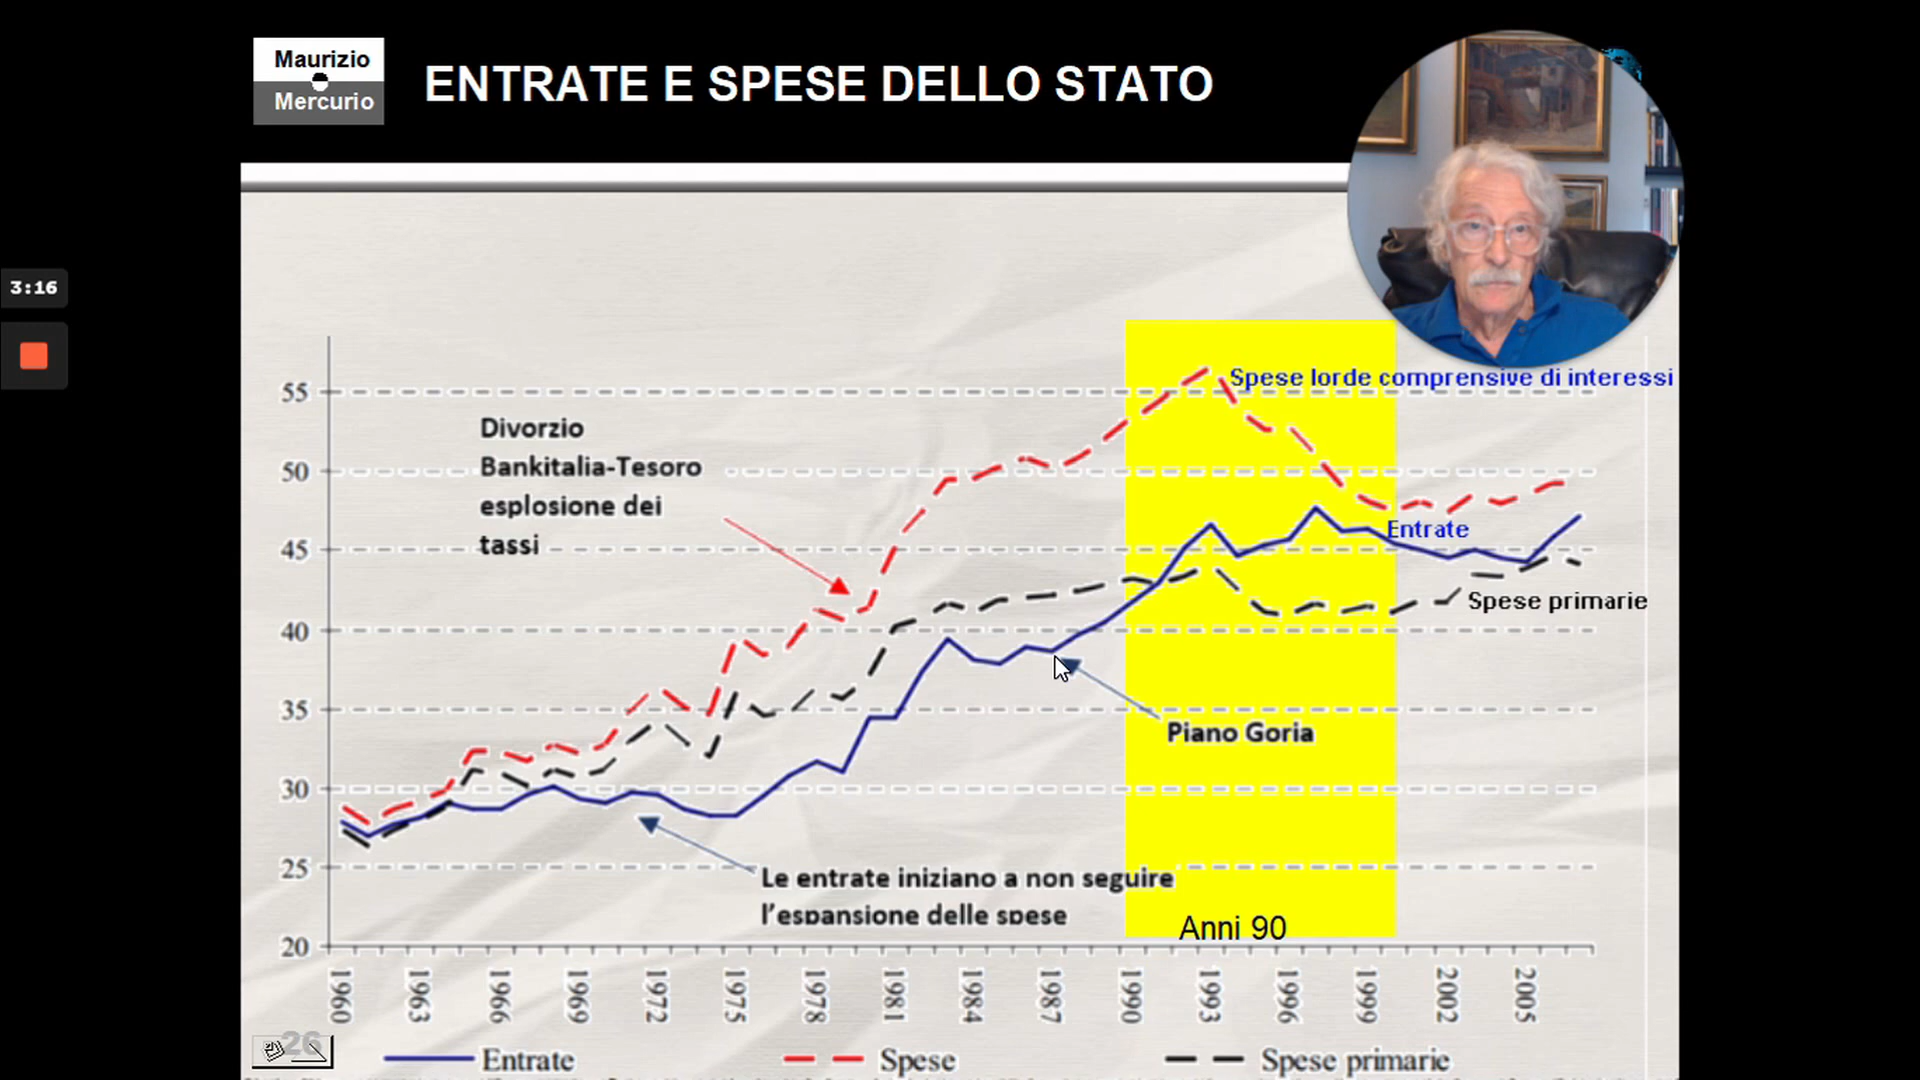 Maurizio
Mercurio
ENTRATE E SPESE DELLO STATO
3:16
Spese lorde comprensive di interessi
55
Divorzio
Bankitalia-Tesoro
50
esplosione dei
tassi
Entrate
45
Spese primarie
40
35
Piano Goria
30
25
Le entrate iniziano a non seguire
l'espansione delle spese
Anni 90
20
1960
1963
1966
1969
1972
1975
1978
1981
1984
1987
1990
1993
1996
1999
2002
2005
26
Entrate
Spese
Spese primarie